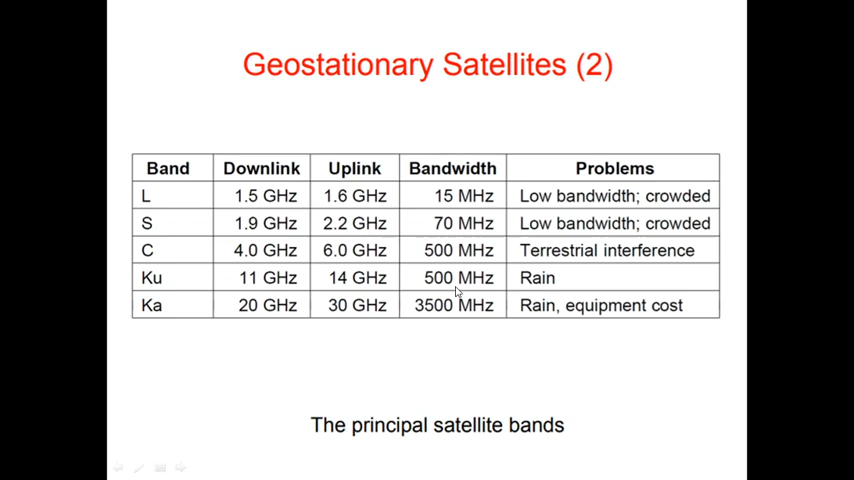 Geostationary Satellites (2)
Band Downlink Uplink Bandwidth Problems
L 1.5 GHz 1.6 GHz 15 MHz Low bandwidth; crowded
S 1.9 GHz 2.2 GHz 70 MHz Low bandwidth; crowded
C 4.0 GHz 6.0 GHz 500 MHz Terrestrial interference
Ku 11 GHz 14 GHz 500 MHz Rain
Ka 20 GHz 30 GHz 3500 MHz Rain, equipment cost
The principal satellite bands